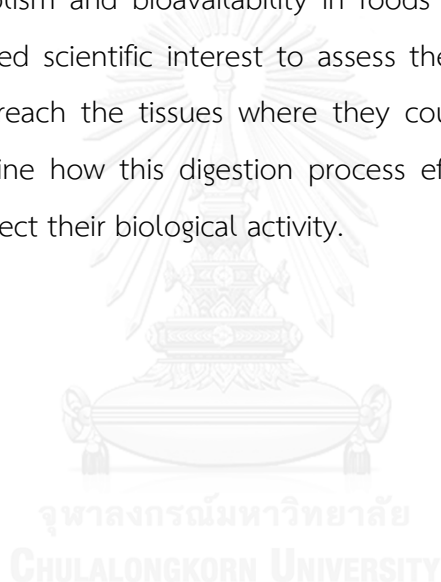 olism and bioavailability in foods
ed scientific interest to assess the
reach the tissues where they cou
ine how this digestion process ef
ect their biological activity.
จุฬาลงกรณ์มหาวิทยาลัย
CHULALONGKORN UNIVERSITY